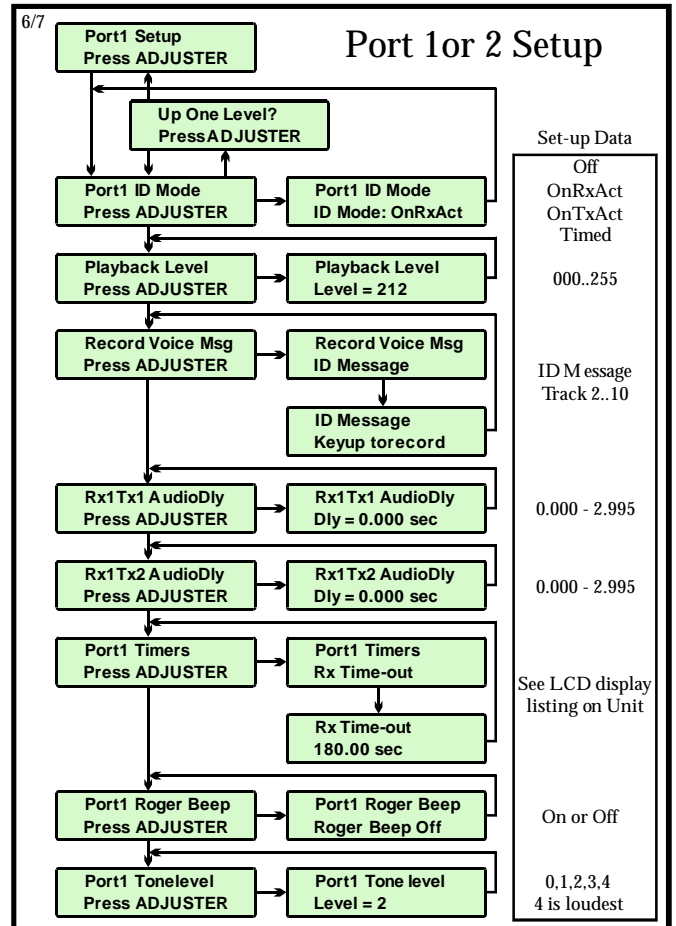 6/7
Port 1or 2 Setup
Port1 Setup
Press ADJUSTER
Up One Level?
PressADJUSTER
Set-up Data
Port1 ID Mode
Press ADJUSTER
Port1 ID Mode
ID Mode: OnRxAct
Off
OnRxAct
OnTxAct
Timed
Playback Level
Press ADJUSTER
Playback Level
Level = 212
000..255
Record Voice Msg
Press ADJUSTER
Record Voice Msg
ID Message
ID Message
Keyup torecord
ID Message
Track 2..10
Rx1Tx1 AudioDly
Press ADJUSTER
Rx1Tx1 AudioDly
Dly = 0.000 sec
0.000 - 2.995
Rx1Tx2 AudioDly
Press ADJUSTER
Rx1Tx2 AudioDly
Dly = 0.000 sec
0.000 - 2.995
Port1 Timers
Press ADJUSTER
Port1 Timers
Rx Time-out
Rx Time-out
180.00 sec
See LCD display
listing on Unit
Port1 Roger Beep
Press ADJUSTER
Port1 Roger Beep
Roger Beep Off
On or Off
Port1 Tonelevel
Press ADJUSTER
Port1 Tone level
Level = 2
0,1,2,3,4
4 is loudest